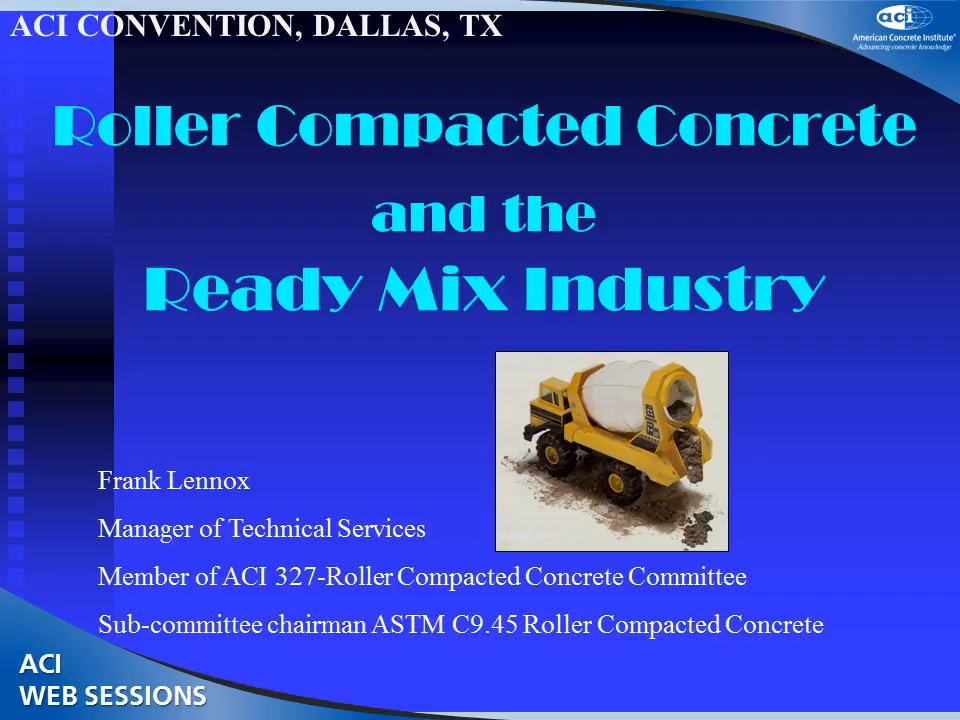 ACI CONVENTION, DALLAS, TX
aci
American Concrete Institute®
Advancing concrete knowledge
Roller Compacted Concrete
and the
Ready Mix Industry
Frank Lennox
Manager of Technical Services
Member of ACI 327-Roller Compacted Concrete Committee
Sub-committee chairman ASTM C9.45 Roller Compacted Concrete
ACI
WEB SESSIONS